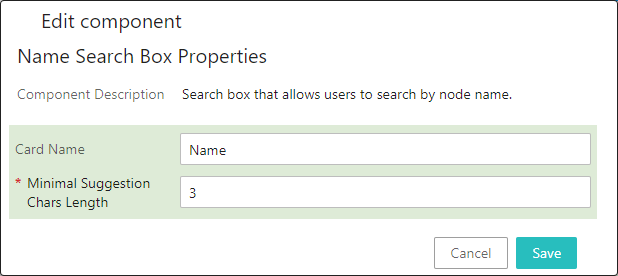 Edit component
Name Search Box Properties
Component Description Search box that allows users to search by node name.
Card Name Name
* Minimal Suggestion
Chars Length 3
Cancel Save